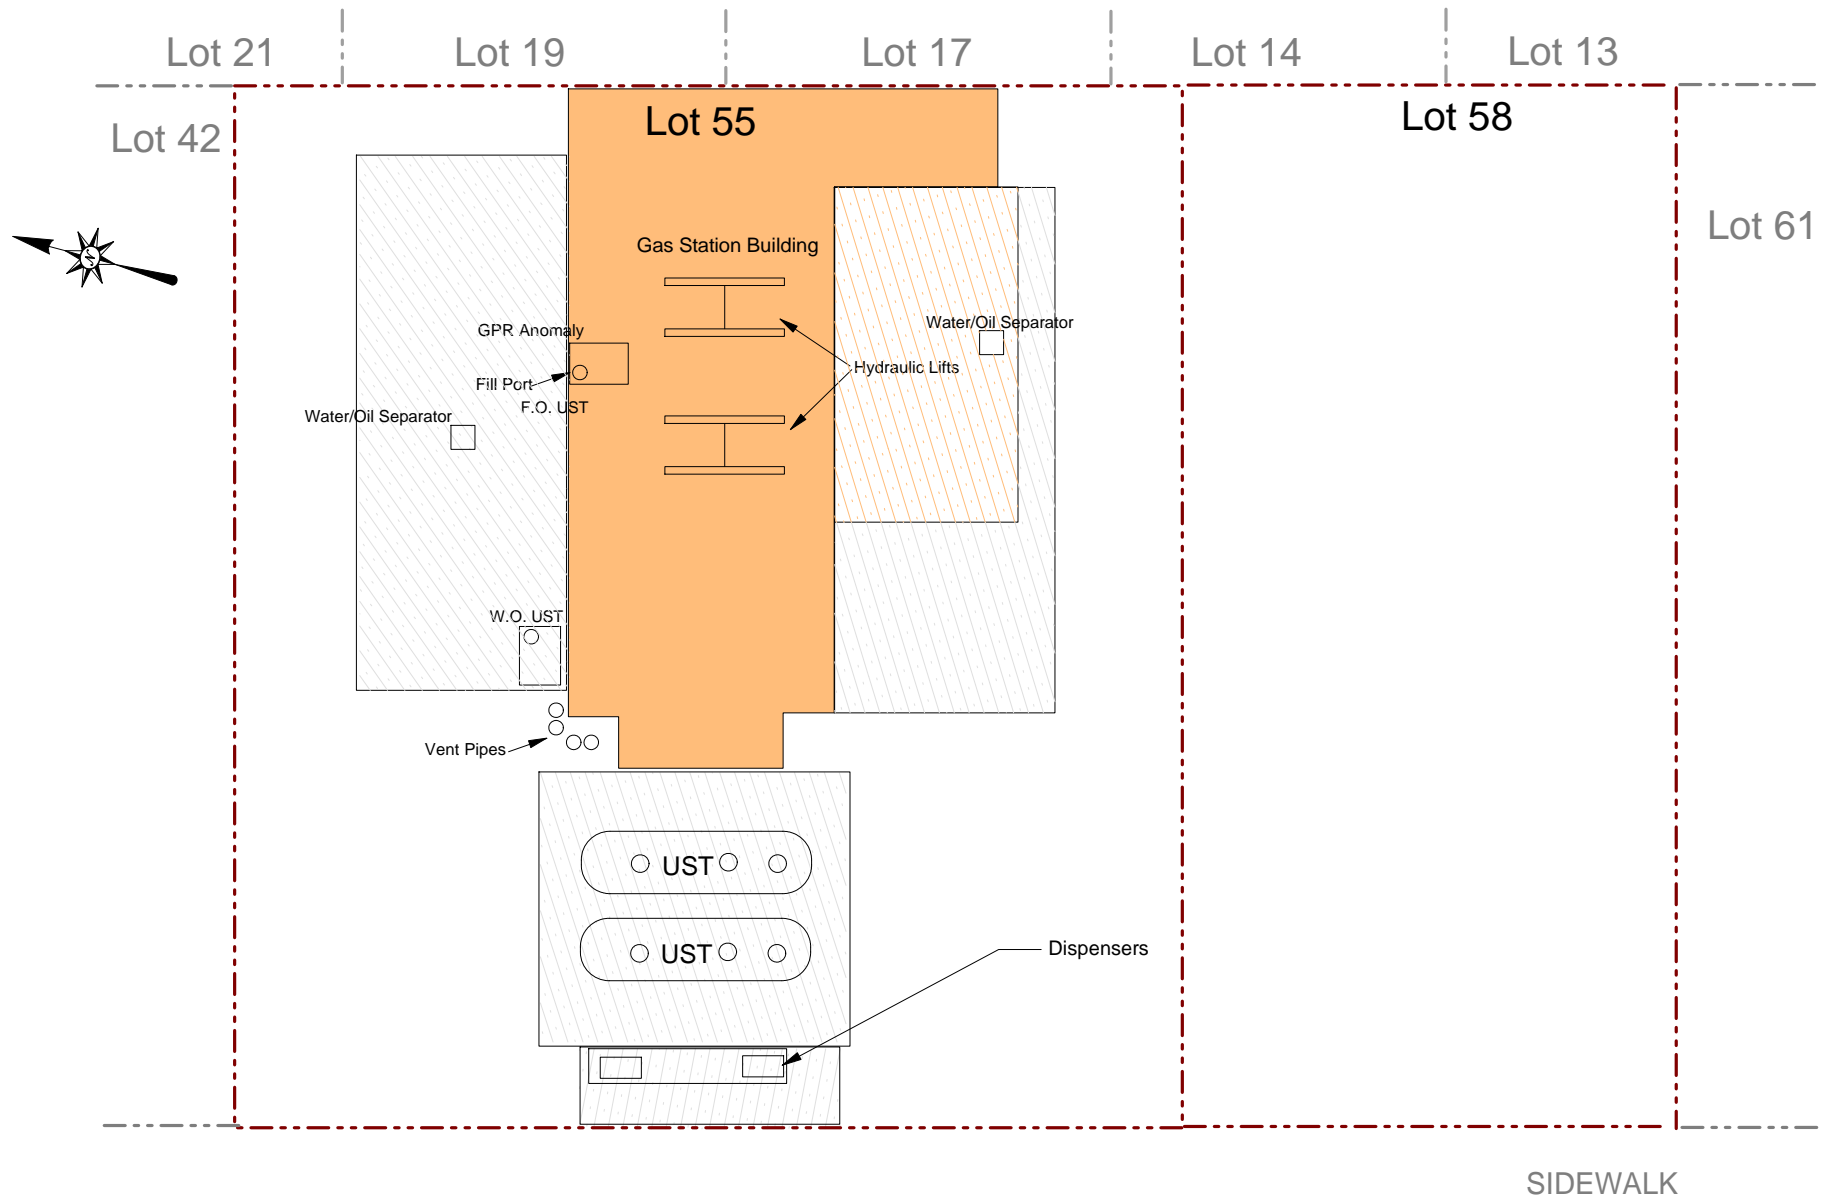 Lot 21
Lot 19
Lot 17
Lot 14
Lot 13
Lot 42
Lot 55
Lot 58
Lot 61
N
Gas Station Building
GPR Anomaly
Water/Oil Separator
Hydraulic Lifts
Fill Port
F.O. UST
Water/Oil Separator
W.O. UST
Vent Pipes
UST
UST
Dispensers
SIDEWALK